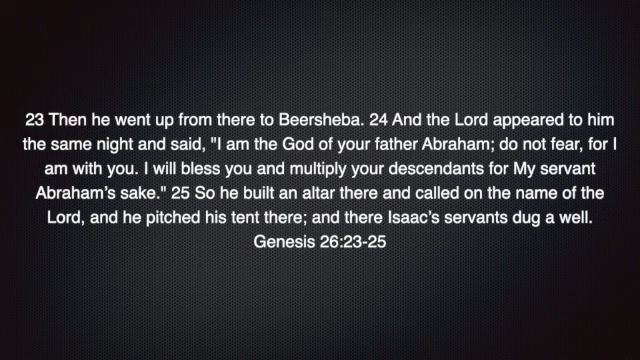 23 Then he went up from there to Beersheba. 24 And the Lord appeared to him
the same night and said, "I am the God of your father Abraham; do not fear, for I
am with you. I will bless you and multiply your descendants for My servant
Abraham’s sake." 25 So he built an altar there and called on the name of the
Lord, and he pitched his tent there; and there Isaac’s servants dug a well.
Genesis 26:23-25